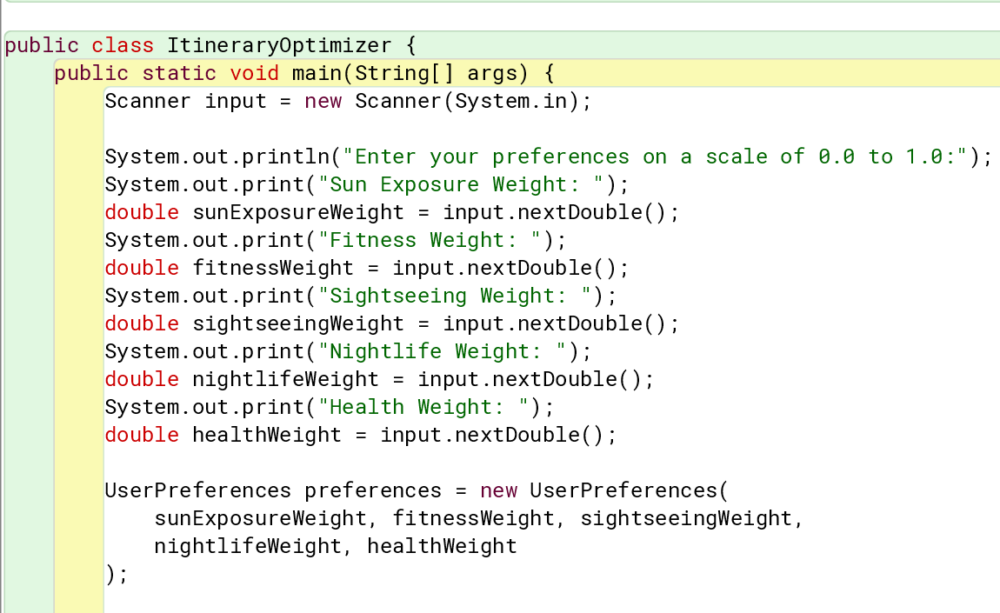 public class ItineraryOptimizer {
public static void main(String[] args) {
Scanner input = new Scanner(System.in);
System.out.println("Enter your preferences on a scale of 0.0 to 1.0:");
System.out.print("Sun Exposure Weight: ");
double sunExposureWeight = input.nextDouble();
System.out.print("Fitness Weight: ");
double fitnessWeight = input.nextDouble();
System.out.print("Sightseeing Weight: ");
double sightseeingWeight = input.nextDouble();
System.out.print("Nightlife Weight: ");
double nightlifeWeight = input.nextDouble();
System.out.print("Health Weight: ");
double healthWeight = input.nextDouble();
UserPreferences preferences = new UserPreferences(
sunExposureWeight, fitnessWeight, sightseeingWeight,
nightlifeWeight, healthWeight
);